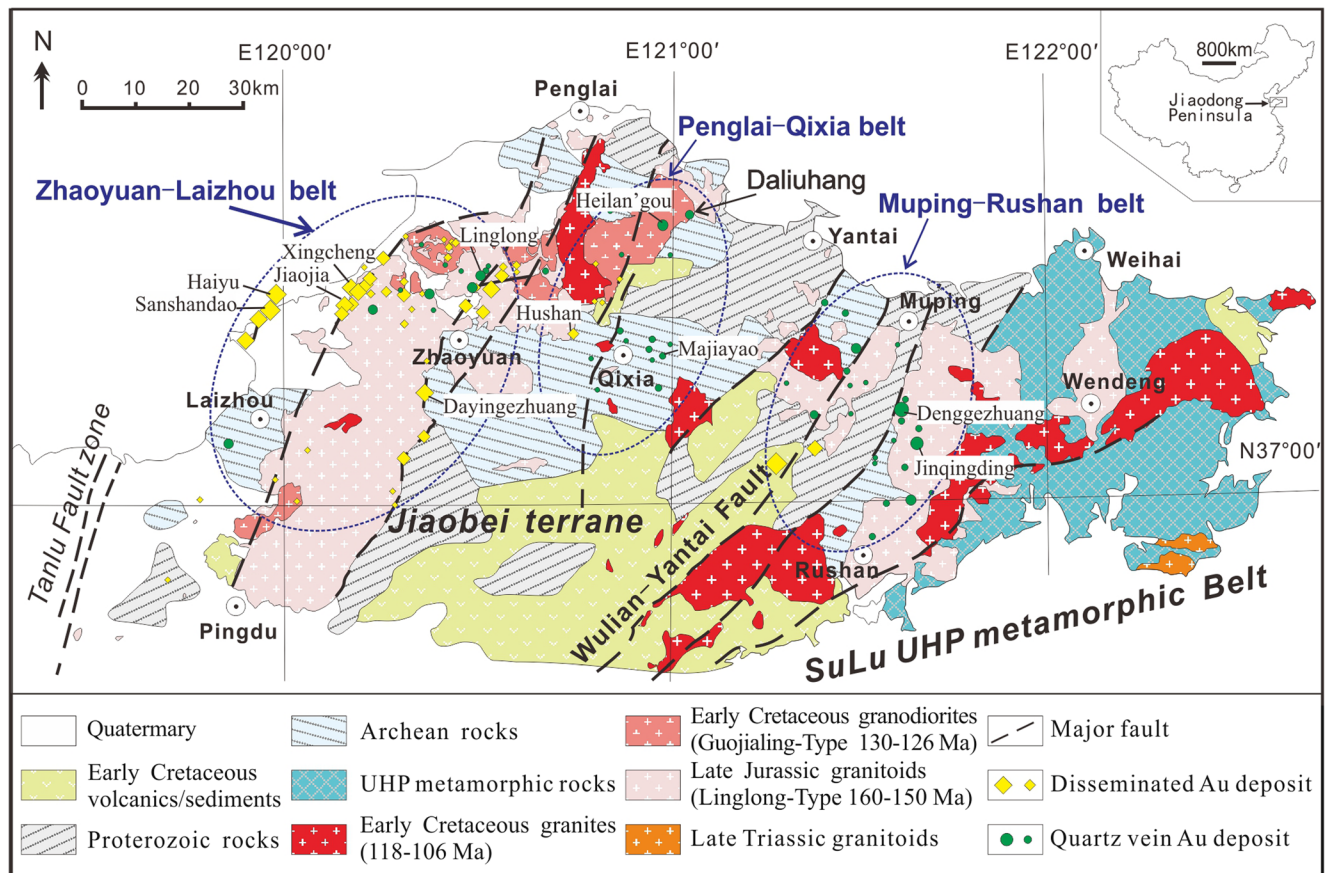 N
E120°00′
E121°00′
E122°00′
800km
0 10 20 30km
Jiaodong
Peninsula
Penglai
Penglai-Qixia belt
Zhaoyuan-Laizhou belt
Daliuhang
Heilan'gou
Muping-Rushan belt
Linglong
Yantai
Xingcheng
Weihai
Haiyu
Jiaojia
Sanshandao
Hushan
Muping
Zhaoyuan
Majiayao
Qixia
Wendeng
Laizhou
Dayingezhuang
Denggezhuang
N37°00′
Jinqingding
Tanlu Fault zone
Jiaobei terrane
Wulian-Yantai Fault
Rushan
Pingdu
SuLu UHP metamorphic Belt
Quatermary
Archean rocks
Early Cretaceous granodiorites
(Guojialing-Type 130-126 Ma)
Major fault
Early Cretaceous
volcanics/sediments
UHP metamorphic rocks
Late Jurassic granitoids
(Linglong-Type 160-150 Ma)
Disseminated Au deposit
Proterozoic rocks
Early Cretaceous granites
(118-106 Ma)
Late Triassic granitoids
Quartz vein Au deposit